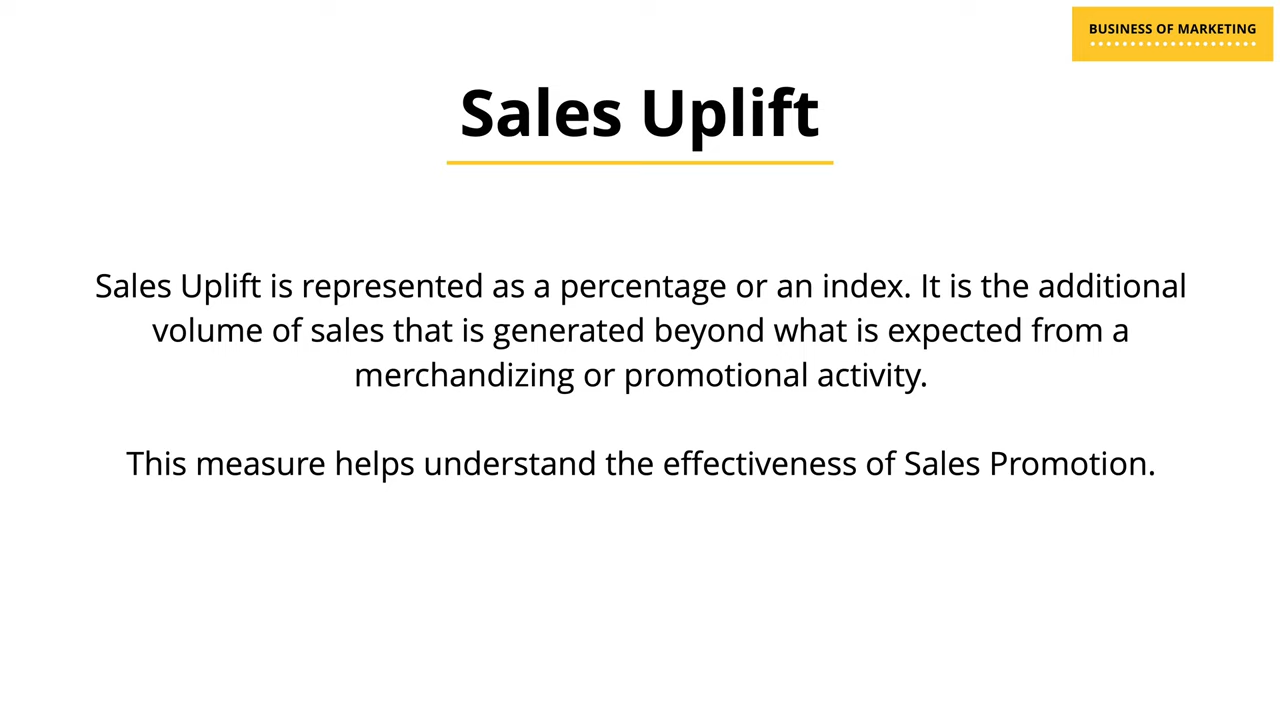 BUSINESS OF MARKETING
Sales Uplift
Sales Uplift is represented as a percentage or an index. It is the additional
volume of sales that is generated beyond what is expected from a
merchandizing or promotional activity.
This measure helps understand the effectiveness of Sales Promotion.